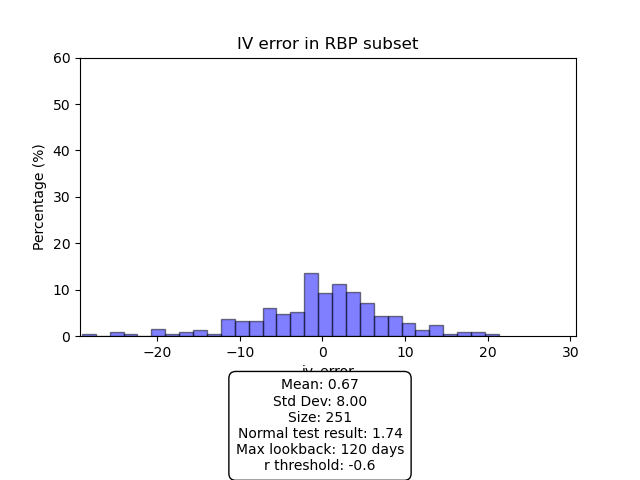 IV error in RBP subset
Percentage (%)
60
50
40
30
20
10
0
−20
−10
0
10
20
30
iv_error
Mean: 0.67
Std Dev: 8.00
Size: 251
Normal test result: 1.74
Max lookback: 120 days
r threshold: -0.6